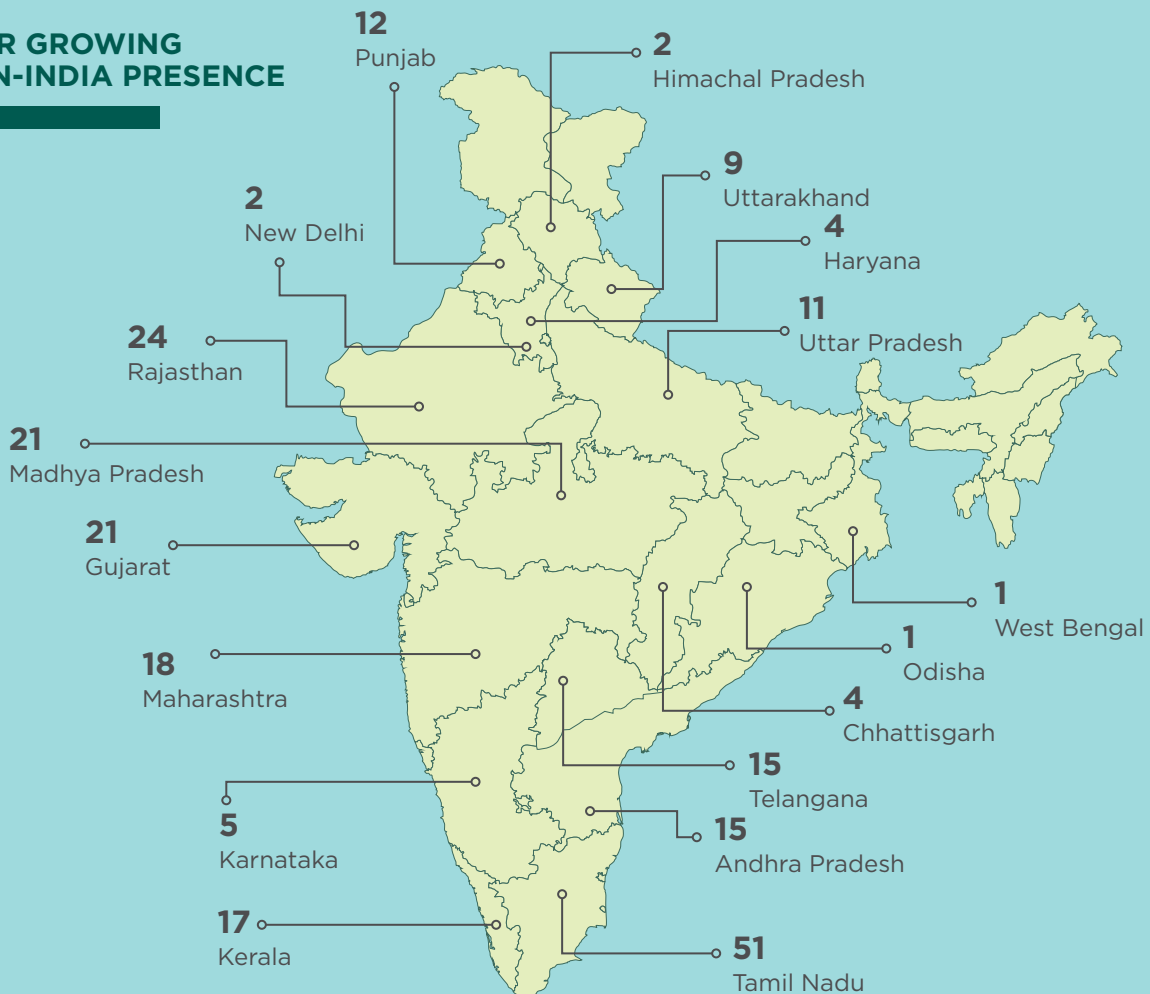 R GROWING
N-INDIA PRESENCE
12
Punjab
2
Himachal Pradesh
9
Uttarakhand
2
New Delhi
4
Haryana
11
Uttar Pradesh
24
Rajasthan
21
Madhya Pradesh
21
Gujarat
1
West Bengal
1
Odisha
18
Maharashtra
4
Chhattisgarh
15
Telangana
5
Karnataka
15
Andhra Pradesh
17
Kerala
51
Tamil Nadu